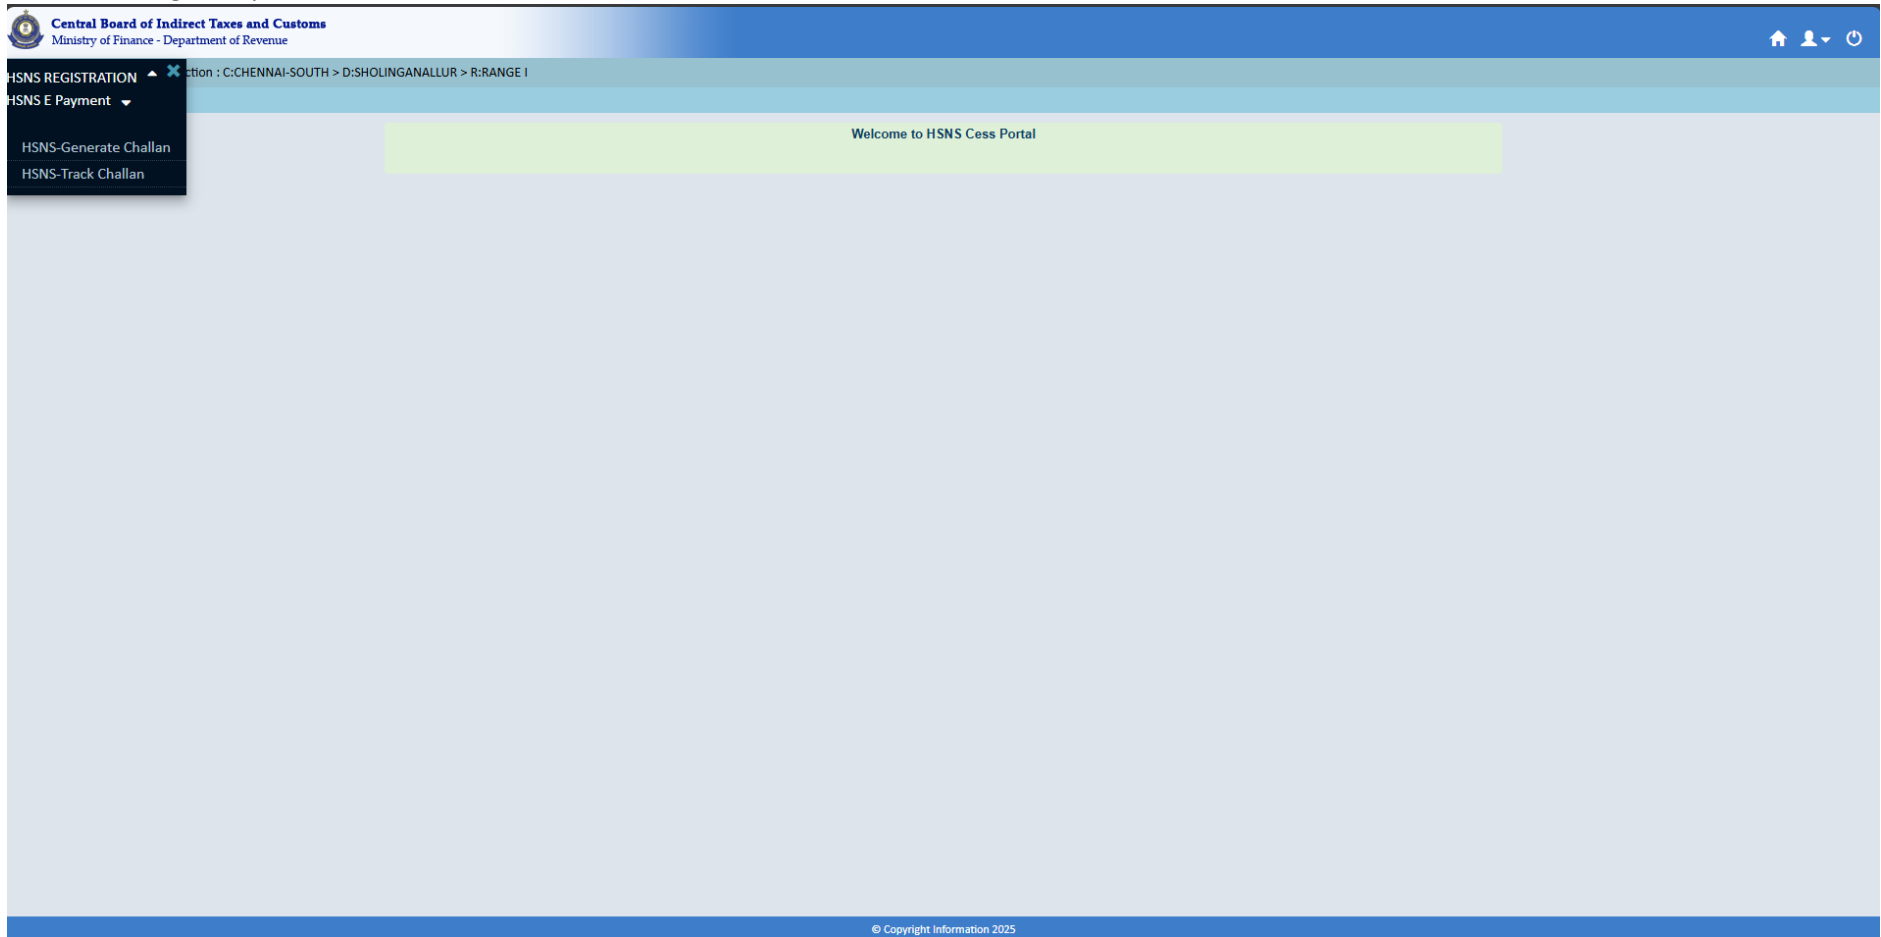 Central Board of Indirect Taxes and Customs
Ministry of Finance - Department of Revenue
HSNS REGISTRATION
ction : C:CHENNAI-SOUTH > D:SHOLINGANALLUR > R:RANGE I
HSNS E Payment
Welcome to HSNS Cess Portal
HSNS-Generate Challan
HSNS-Track Challan
© Copyright Information 2025